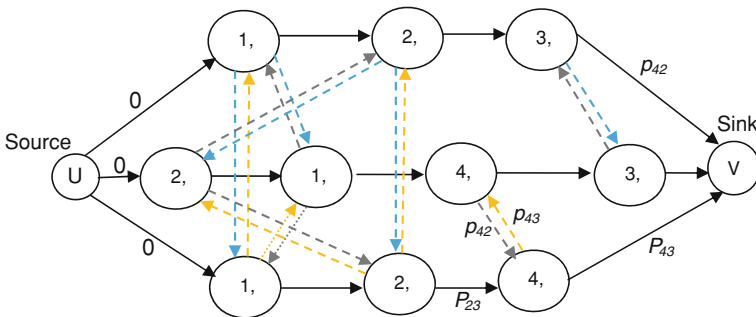 1,
2,
3,
p42
0
Sink
Source
U
0
2,
1,
4,
3,
V
p42
p43
0
P43
1,
2,
P23
4,